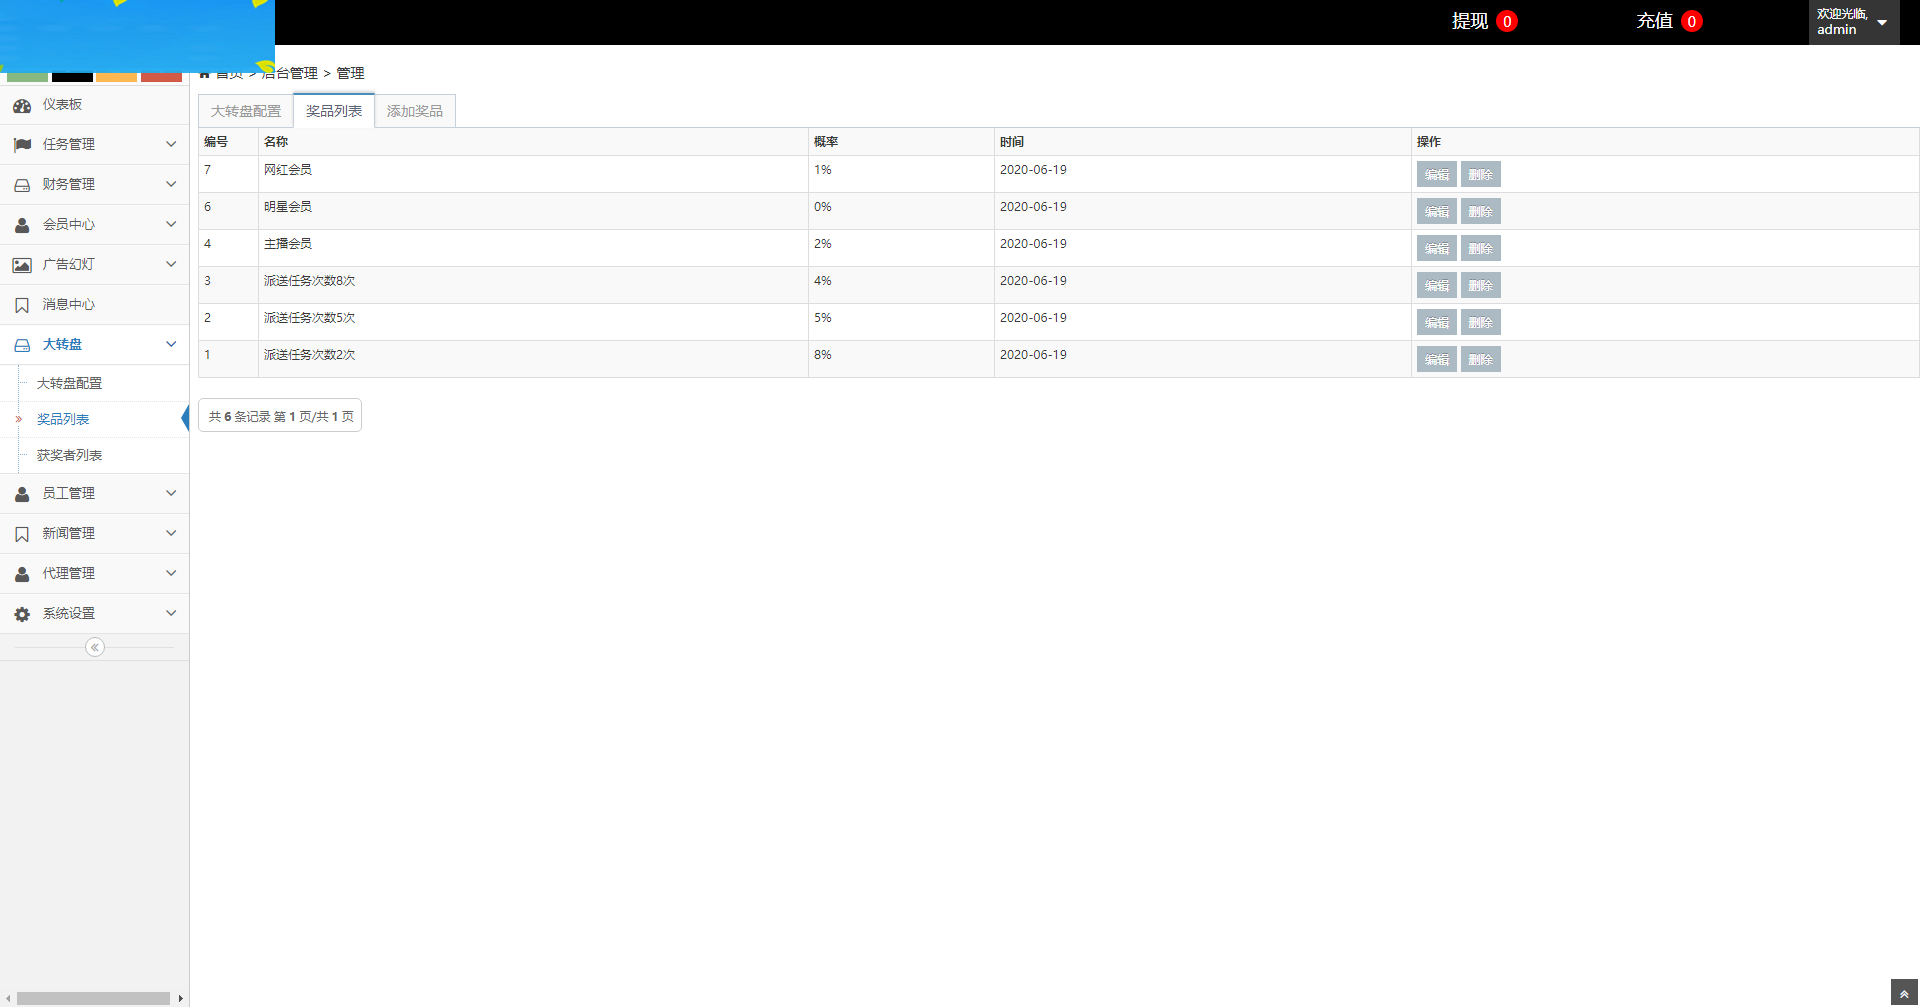 提现 0 充值 0 欢迎光临,
admin
首页 > 后台管理 > 管理
大转盘配置 奖品列表 添加奖品
仪表板
任务管理
财务管理
会员中心
广告幻灯
消息中心
大转盘
大转盘配置
奖品列表
获奖者列表
员工管理
新闻管理
代理管理
系统设置
编号 名称 概率 时间 操作
7 网红会员 1% 2020-06-19 编辑 删除
6 明星会员 0% 2020-06-19 编辑 删除
4 主播会员 2% 2020-06-19 编辑 删除
3 派送任务次数8次 4% 2020-06-19 编辑 删除
2 派送任务次数5次 5% 2020-06-19 编辑 删除
1 派送任务次数2次 8% 2020-06-19 编辑 删除
共 6 条记录 第 1 页/共 1 页